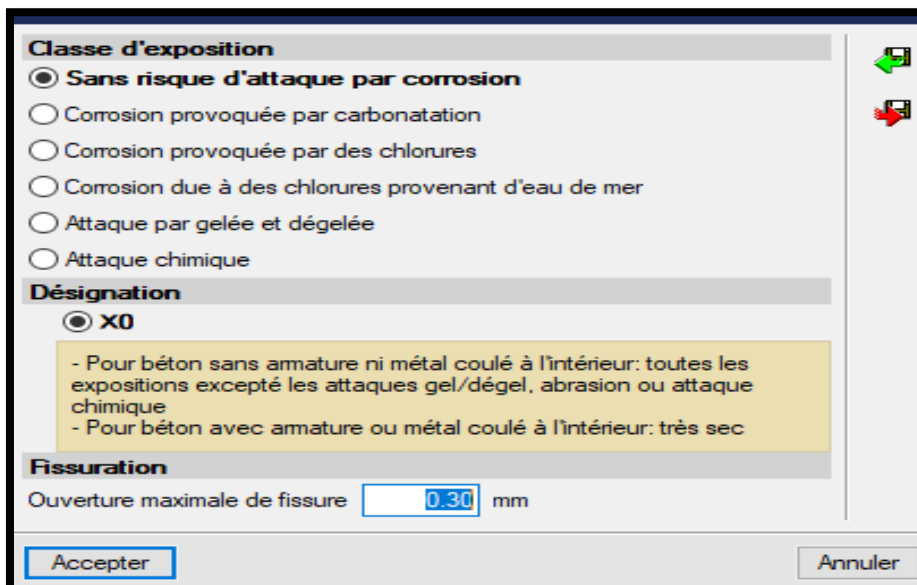 Classe d'exposition
Sans risque d'attaque par corrosion
Corrosion provoquée par carbonatation
Corrosion provoquée par des chlorures
Corrosion due à des chlorures provenant d'eau de mer
Attaque par gelée et dégelée
Attaque chimique
Désignation
X0
- Pour béton sans armature ni métal coulé à l'intérieur: toutes les
expositions excepté les attaques gel/dégel, abrasion ou attaque
chimique
- Pour béton avec armature ou métal coulé à l'intérieur: très sec
Fissuration
Ouverture maximale de fissure 0.30 mm
Accepter Annuler